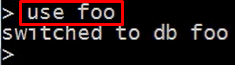 > use foo
switched to db foo
>